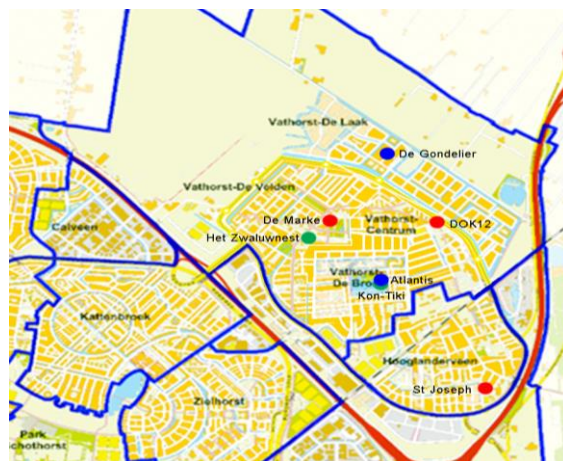 Vathorst-De Laak
De Gondelier
Vathorst-De Velden
De Marke
Vathorst-
Centrum
DOK12
Calveen
Het Zwaluwnest
Vathorst-
De Bro
Atlantis
Kon-Tiki
Kattenbroek
Hooglanderveen
St Joseph
Zielhorst
Park
Schothorst